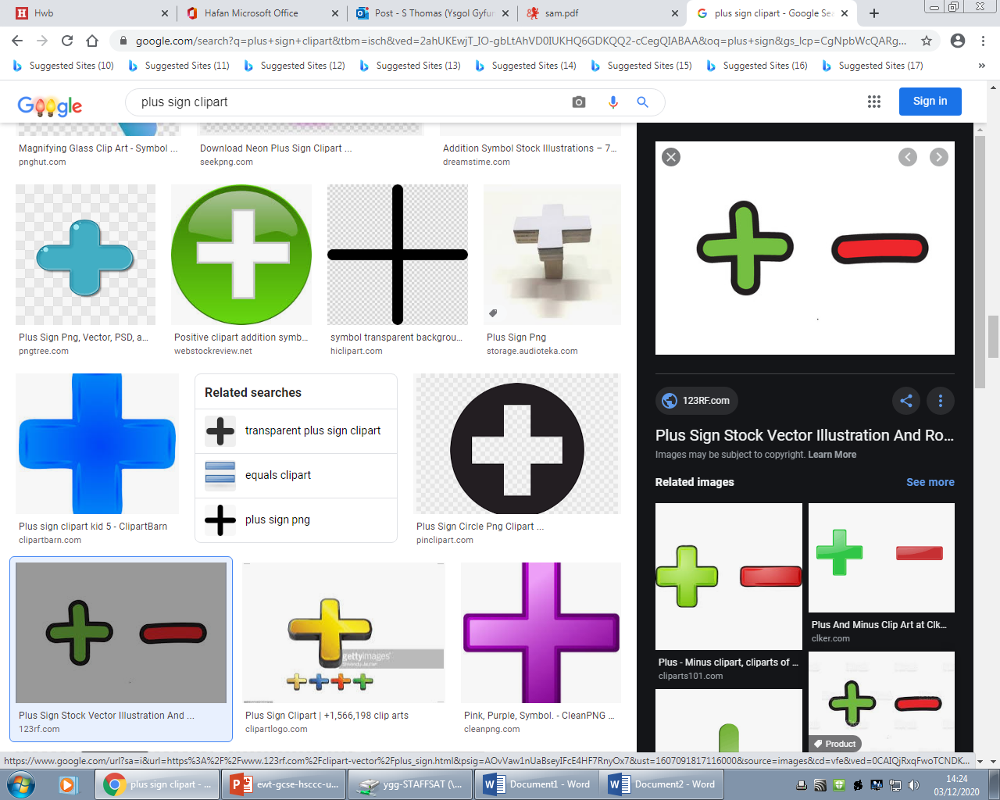 Hwb
Hafan Microsoft Office
Post - S Thomas (Ysgol Gyfun
sam.pdf
plus sign clipart - Google Sea
google.com/search?q=plus+sign+clipart&tbm=isch&ved=2ahUKEwjT_IO-gbLtAhVD0IUKHQ6GDKQQ2-cCegQIABAA&oq=plus+sign&gs_lcp=CgNpbWcQARg...
Suggested Sites (10)
Suggested Sites (11)
Suggested Sites (12)
Suggested Sites (13)
Suggested Sites (14)
Suggested Sites (15)
Suggested Sites (16)
Suggested Sites (17)
»
Google
plus sign clipart
Sign in
Magnifying Glass Clip Art - Symbol ...
pnghut.com
Download Neon Plus Sign Clipart ...
seekpng.com
Addition Symbol Stock Illustrations – 7...
dreamstime.com
Plus Sign Png, Vector, PSD, a...
pngtree.com
Positive clipart addition symb...
webstockreview.net
symbol transparent backgrou...
hiclipart.com
Plus Sign Png
storage.audioteka.com
Plus sign clipart kid 5 - ClipartBarn
clipartbarn.com
Related searches
transparent plus sign clipart
equals clipart
plus sign png
Plus Sign Circle Png Clipart ...
pinclipart.com
Plus Sign Stock Vector Illustration And ...
123rf.com
gettyimages
Plus Sign Clipart | +1,566,198 clip arts
clipartlogo.com
Pink, Purple, Symbol. - CleanPNG ...
cleanpng.com
123RF.com
Plus Sign Stock Vector Illustration And Ro...
Images may be subject to copyright. Learn More
Related images
See more
Plus - Minus clipart, cliparts of ...
cliparts101.com
Plus And Minus Clip Art at Clk...
clker.com
Product
https://www.google.com/url?sa=i&url=https%3A%2F%2Fwww.123rf.com%2Fclipart-vector%2Fplus_sign.html&psig=AOvVaw1nUaBseyIFcE4HF7RnyOx7&ust=1607091817116000&source=images&cd=vfe&ved=0CAIQjRxqFwoTCNDK...
plus sign clipart - ...
ewt-gcse-hsccc-u...
ygg-STAFFSAT (\...
Document1 - Word
Document2 - Word
14:24
03/12/2020